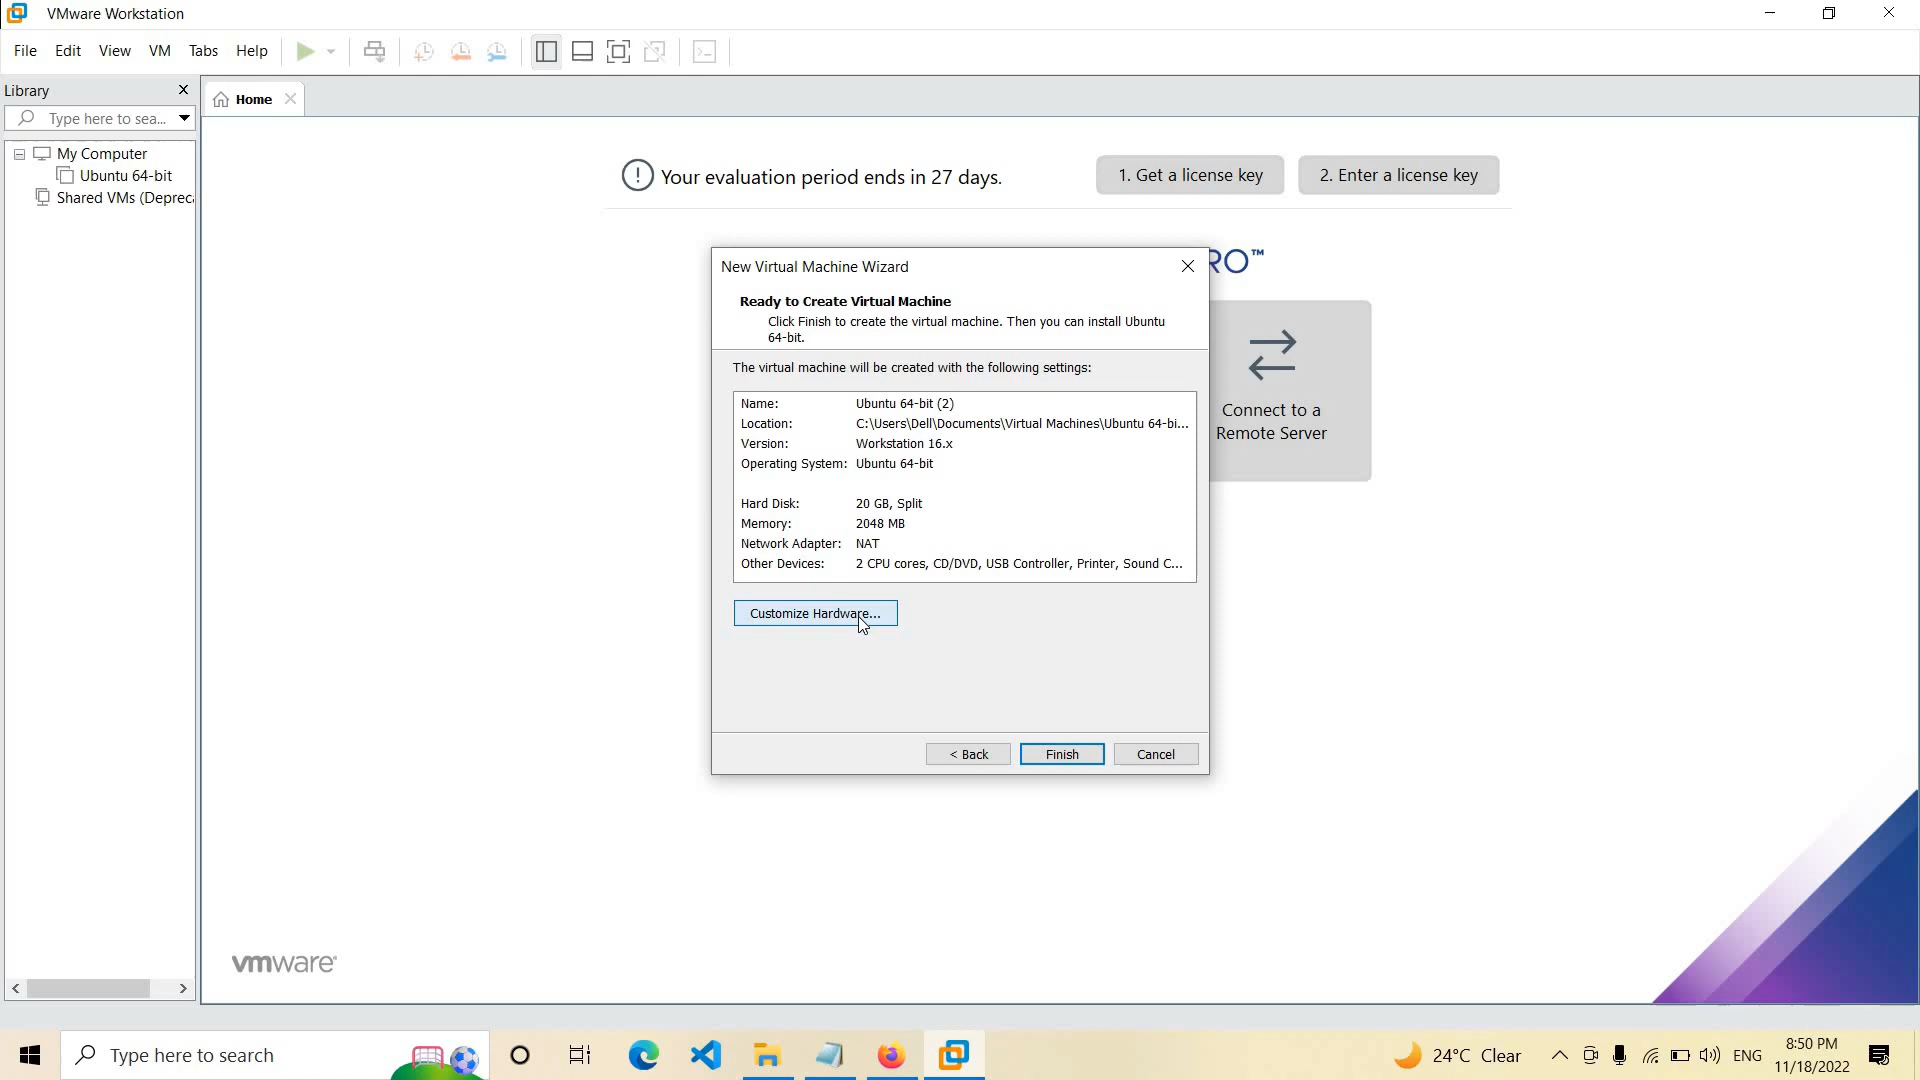 VMware Workstation
File Edit View VM Tabs Help
Library
Type here to sea...
My Computer
Ubuntu 64-bit
Shared VMs (Depreca
Home
! Your evaluation period ends in 27 days.
1. Get a license key
2. Enter a license key
RO™
Connect to a
Remote Server
New Virtual Machine Wizard
Ready to Create Virtual Machine
Click Finish to create the virtual machine. Then you can install Ubuntu
64-bit.
The virtual machine will be created with the following settings:
Name: Ubuntu 64-bit (2)
Location: C:\Users\Dell\Documents\Virtual Machines\Ubuntu 64-bi...
Version: Workstation 16.x
Operating System: Ubuntu 64-bit
Hard Disk: 20 GB, Split
Memory: 2048 MB
Network Adapter: NAT
Other Devices: 2 CPU cores, CD/DVD, USB Controller, Printer, Sound C...
Customize Hardware...
< Back Finish Cancel
vmware®
Type here to search
24°C Clear
ENG
8:50 PM
11/18/2022